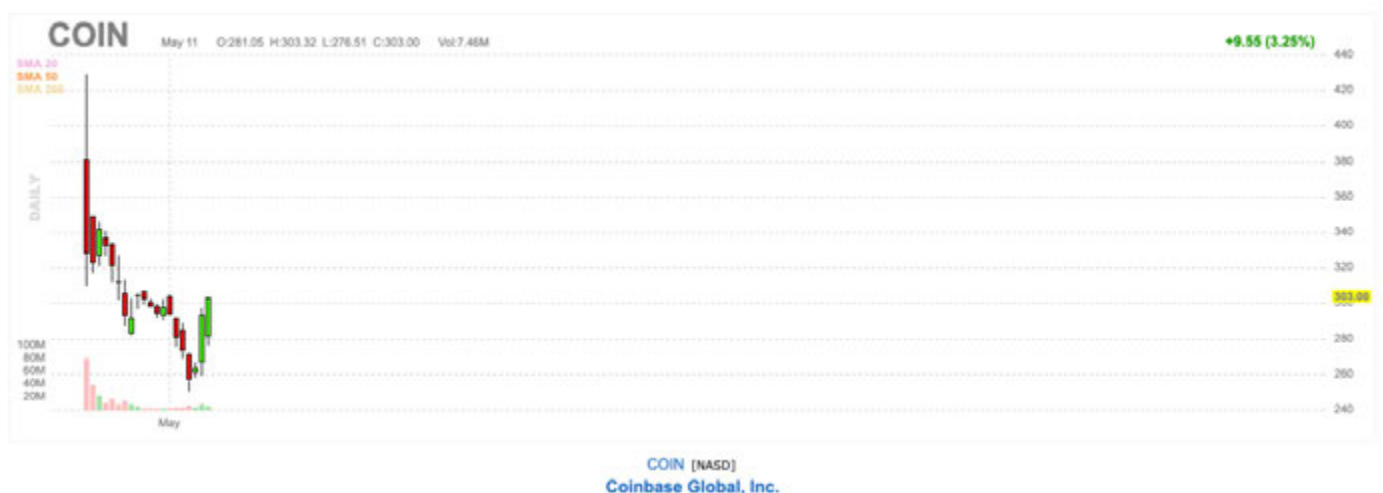 COIN May 11 O:281.05 H:303.32 L:276.51 C:303.00 Vol:7.46M +9.55 (3.25%)
SMA 20
SMA 50
SMA 200
DAILY
440
420
400
380
360
340
320
303.00
300
280
260
240
100M
80M
60M
40M
20M
May
COIN [NASD]
Coinbase Global, Inc.